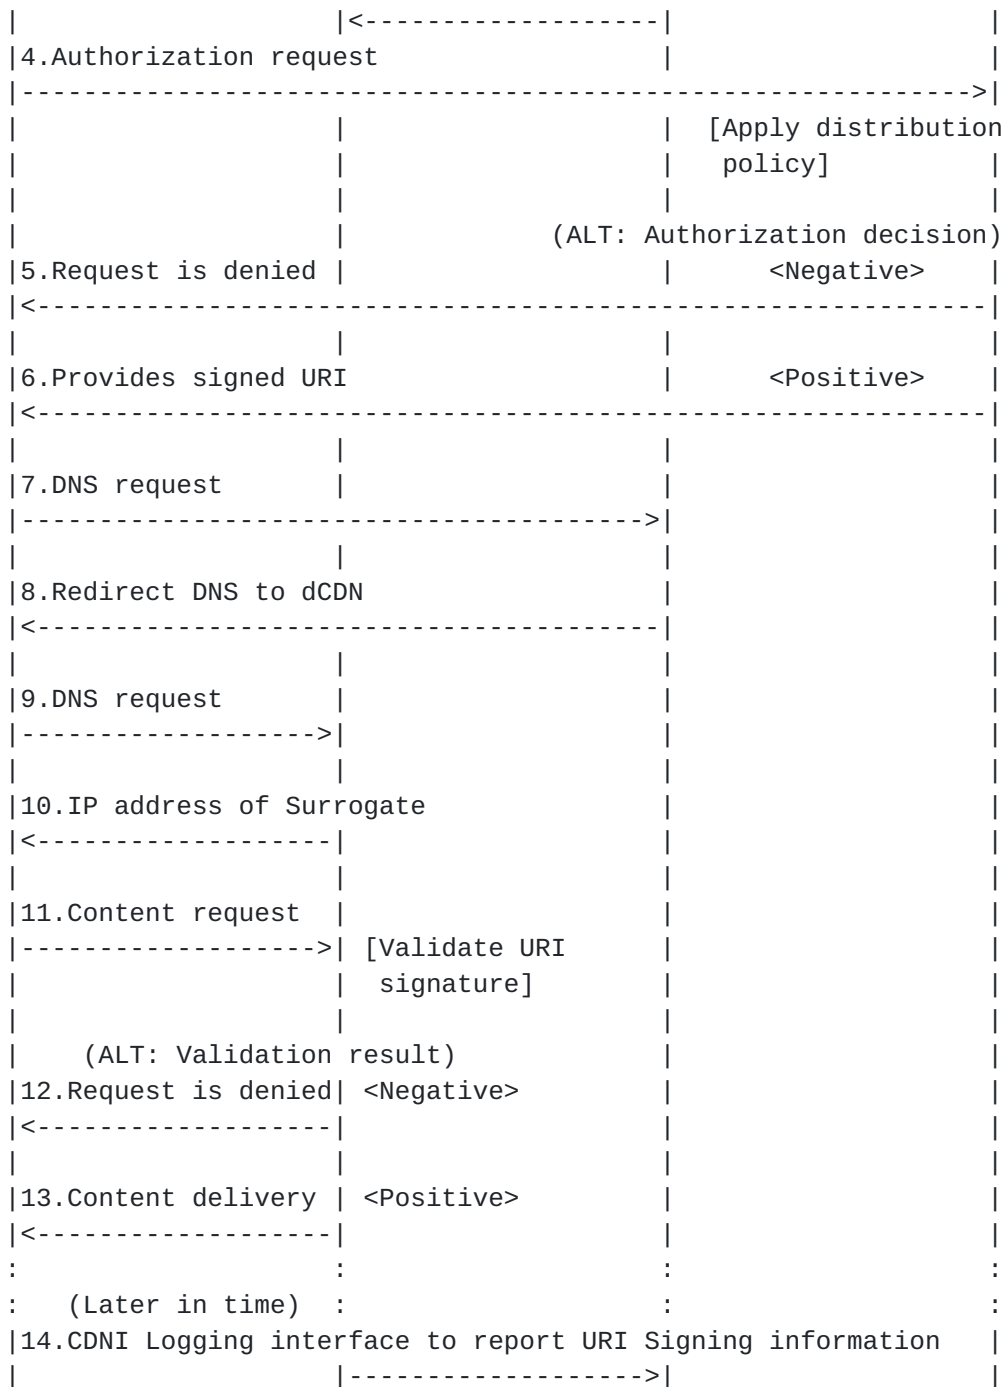 |                    |<-------------------|                    |
|4.Authorization request                  |                    |
|------------------------------------------------------------->|
|                    |                    |  [Apply distribution
|                    |                    |   policy]          |
|                    |                    |                    |
|                    |             (ALT: Authorization decision)
|5.Request is denied |                    |      <Negative>    |
|<-------------------------------------------------------------|
|                    |                    |                    |
|6.Provides signed URI                    |      <Positive>    |
|<-------------------------------------------------------------|
|                    |                    |                    |
|7.DNS request       |                    |                    |
|---------------------------------------->|                    |
|                    |                    |                    |
|8.Redirect DNS to dCDN                   |                    |
|<----------------------------------------|                    |
|                    |                    |                    |
|9.DNS request       |                    |                    |
|------------------->|                    |                    |
|                    |                    |                    |
|10.IP address of Surrogate               |                    |
|<-------------------|                    |                    |
|                    |                    |                    |
|11.Content request  |                    |                    |
|------------------->| [Validate URI      |                    |
|                    |  signature]        |                    |
|                    |                    |                    |
|    (ALT: Validation result)             |                    |
|12.Request is denied| <Negative>         |                    |
|<-------------------|                    |                    |
|                    |                    |                    |
|13.Content delivery | <Positive>         |                    |
|<-------------------|                    |                    |
:                    :                    :                    :
:   (Later in time)  :                    :                    :
|14.CDNI Logging interface to report URI Signing information   |
|                    |------------------->|                    |